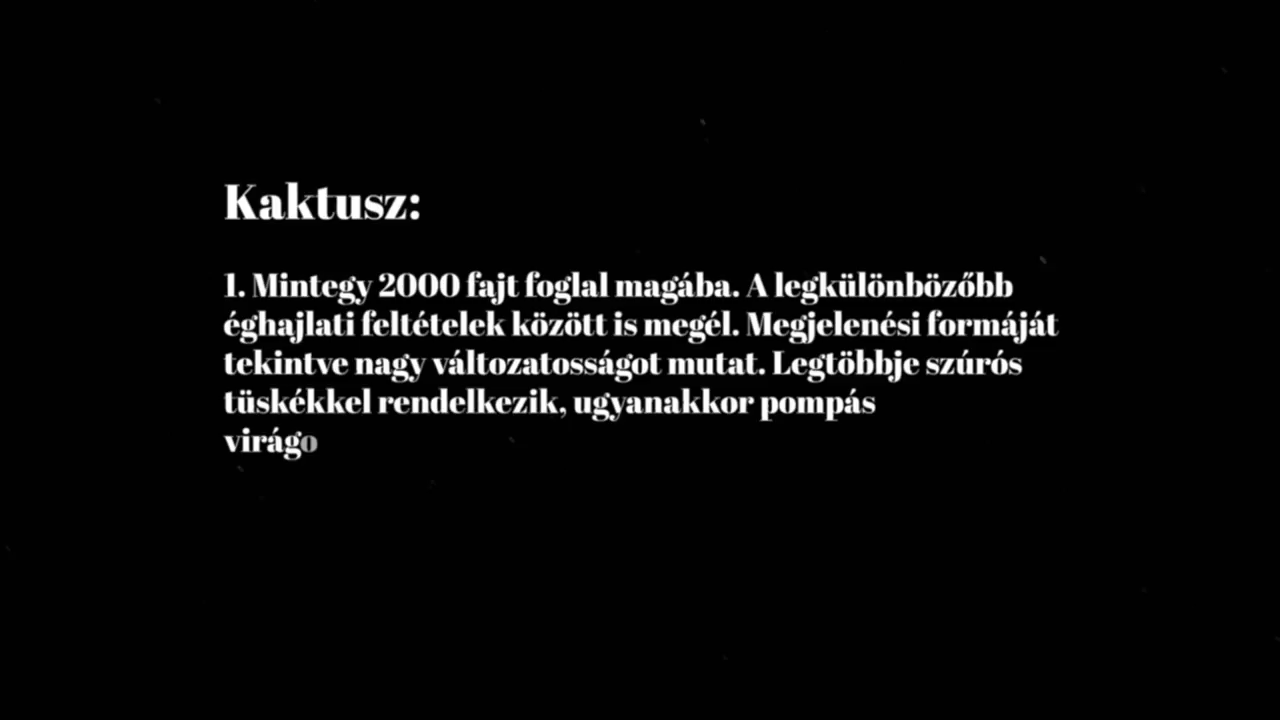 Kaktusz:
1. Mintegy 2000 fajt foglal magába. A legkülönbözőbb
éghajlati feltételek között is megél. Megjelenési formáját
tekintve nagy változatosságot mutat. Legtöbbje szúrós
tüskékkel rendelkezik, ugyanakkor pompás
virágo